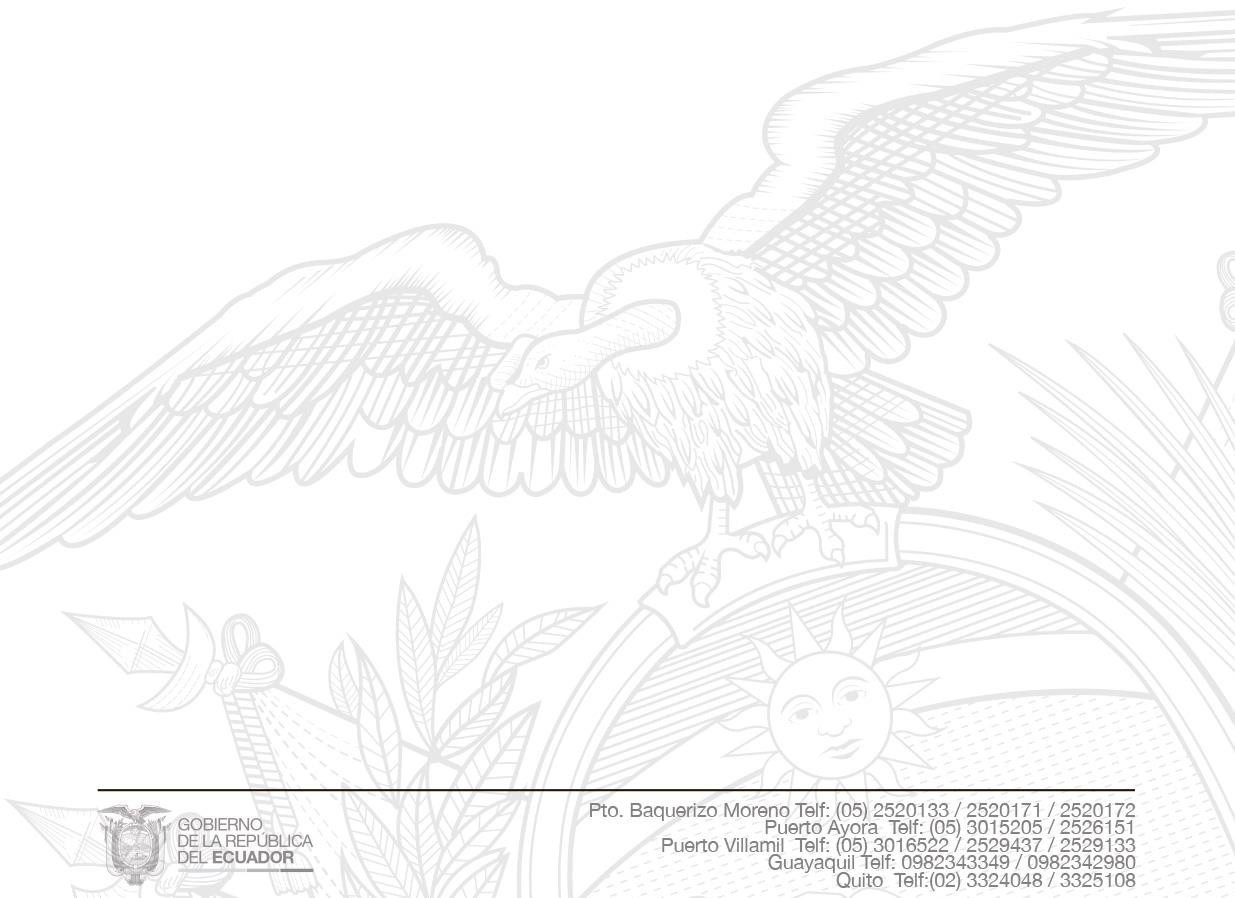 GOBIERNO
DE LA REPÚBLICA
DEL ECUADOR
Pto. Baquerizo Moreno Telf: (05) 2520133 / 2520171 / 2520172
Puerto Ayora Telf: (05) 3015205 / 2526151
Puerto Villamil Telf: (05) 3016522 / 2529437 / 2529133
Guayaquil Telf: 0982343349 / 0982342980
Quito Telf:(02) 3324048 / 3325108